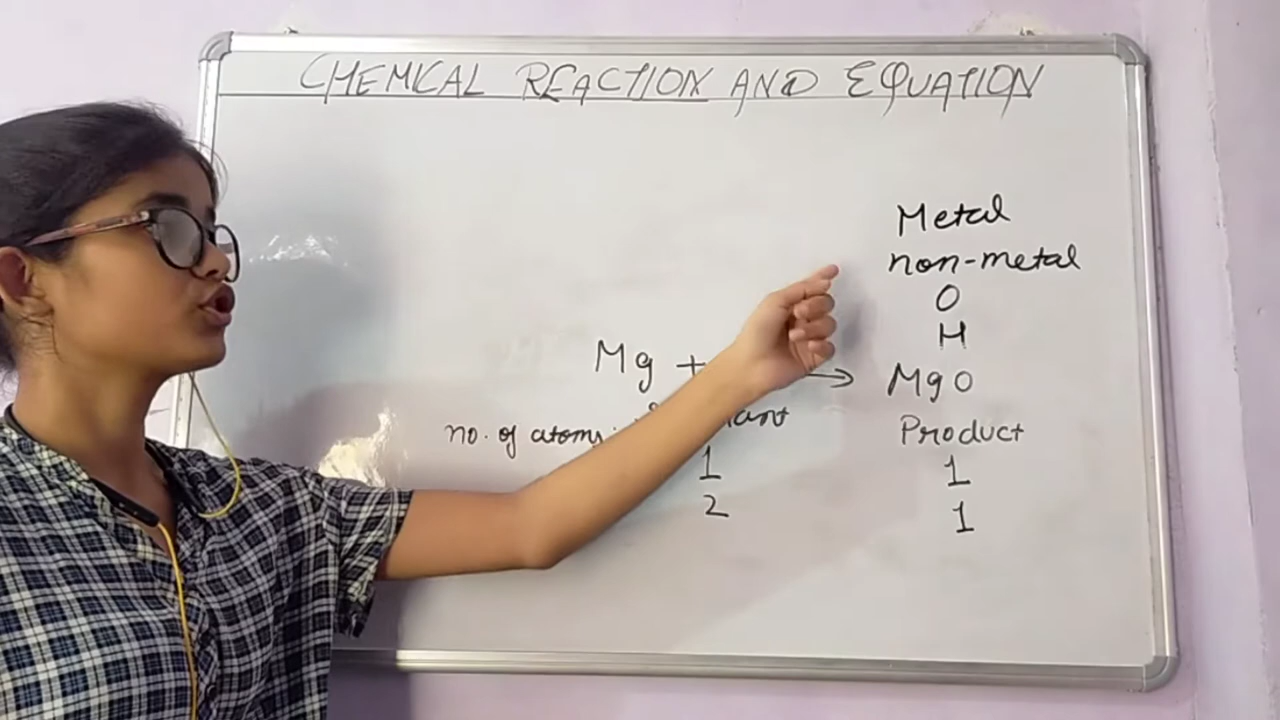 CHEMICAL REACTION AND EQUATION
Metal
non-metal
O
H
Mg + → MgO
no. of atoms Product
1 1
2 1